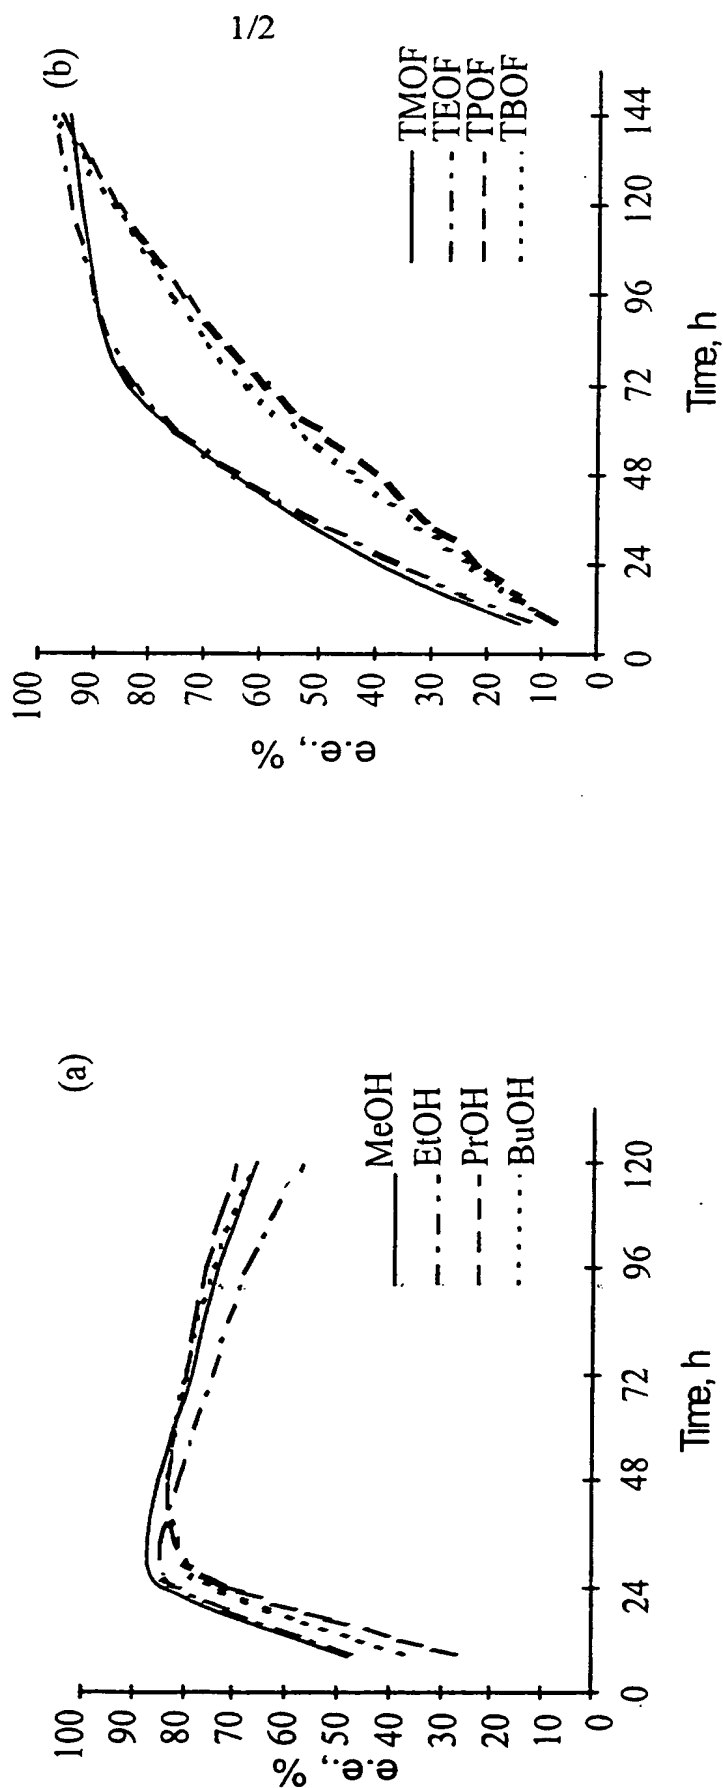 1/2
(a)
100
90
80
70
60
50
40
30
20
10
0
e.e., %
0 24 48 72 96 120
Time, h
MeOH
EtOH
PrOH
BuOH
(b)
100
90
80
70
60
50
40
30
20
10
0
e.e., %
0 24 48 72 96 120 144
Time, h
TMOF
TEOF
TPOF
TBOF